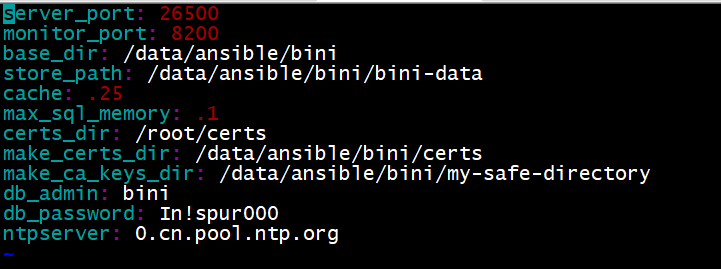 server_port: 26500
monitor_port: 8200
base_dir: /data/ansible/bini
store_path: /data/ansible/bini/bini-data
cache: .25
max_sql_memory: .1
certs_dir: /root/certs
make_certs_dir: /data/ansible/bini/certs
make_ca_keys_dir: /data/ansible/bini/my-safe-directory
db_admin: bini
db_password: In!spur000
ntpserver: 0.cn.pool.ntp.org
~